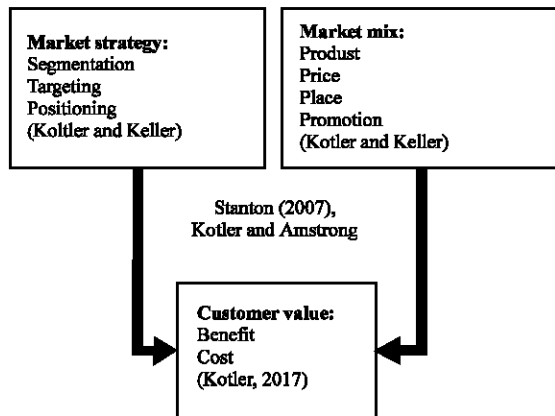 Market strategy:
Segmentation
Targeting
Positioning
(Koltler and Keller)
Market mix:
Produst
Price
Place
Promotion
(Kotler and Keller)
Stanton (2007),
Kotler and Amstrong
Customer value:
Benefit
Cost
(Kotler, 2017)